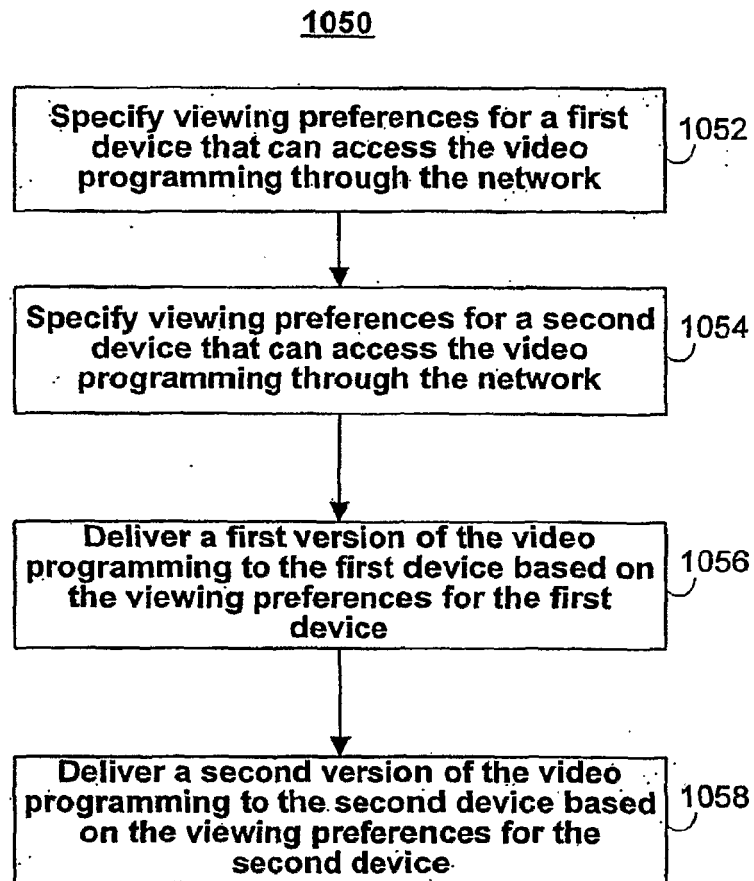 1050
Specify viewing preferences for a first
device that can access the video
programming through the network
1052
Specify viewing preferences for a second
device that can access the video
programming through the network
1054
Deliver a first version of the video
programming to the first device based on
the viewing preferences for the first
device
1056
Deliver a second version of the video
programming to the second device based
on the viewing preferences for the
second device
1058